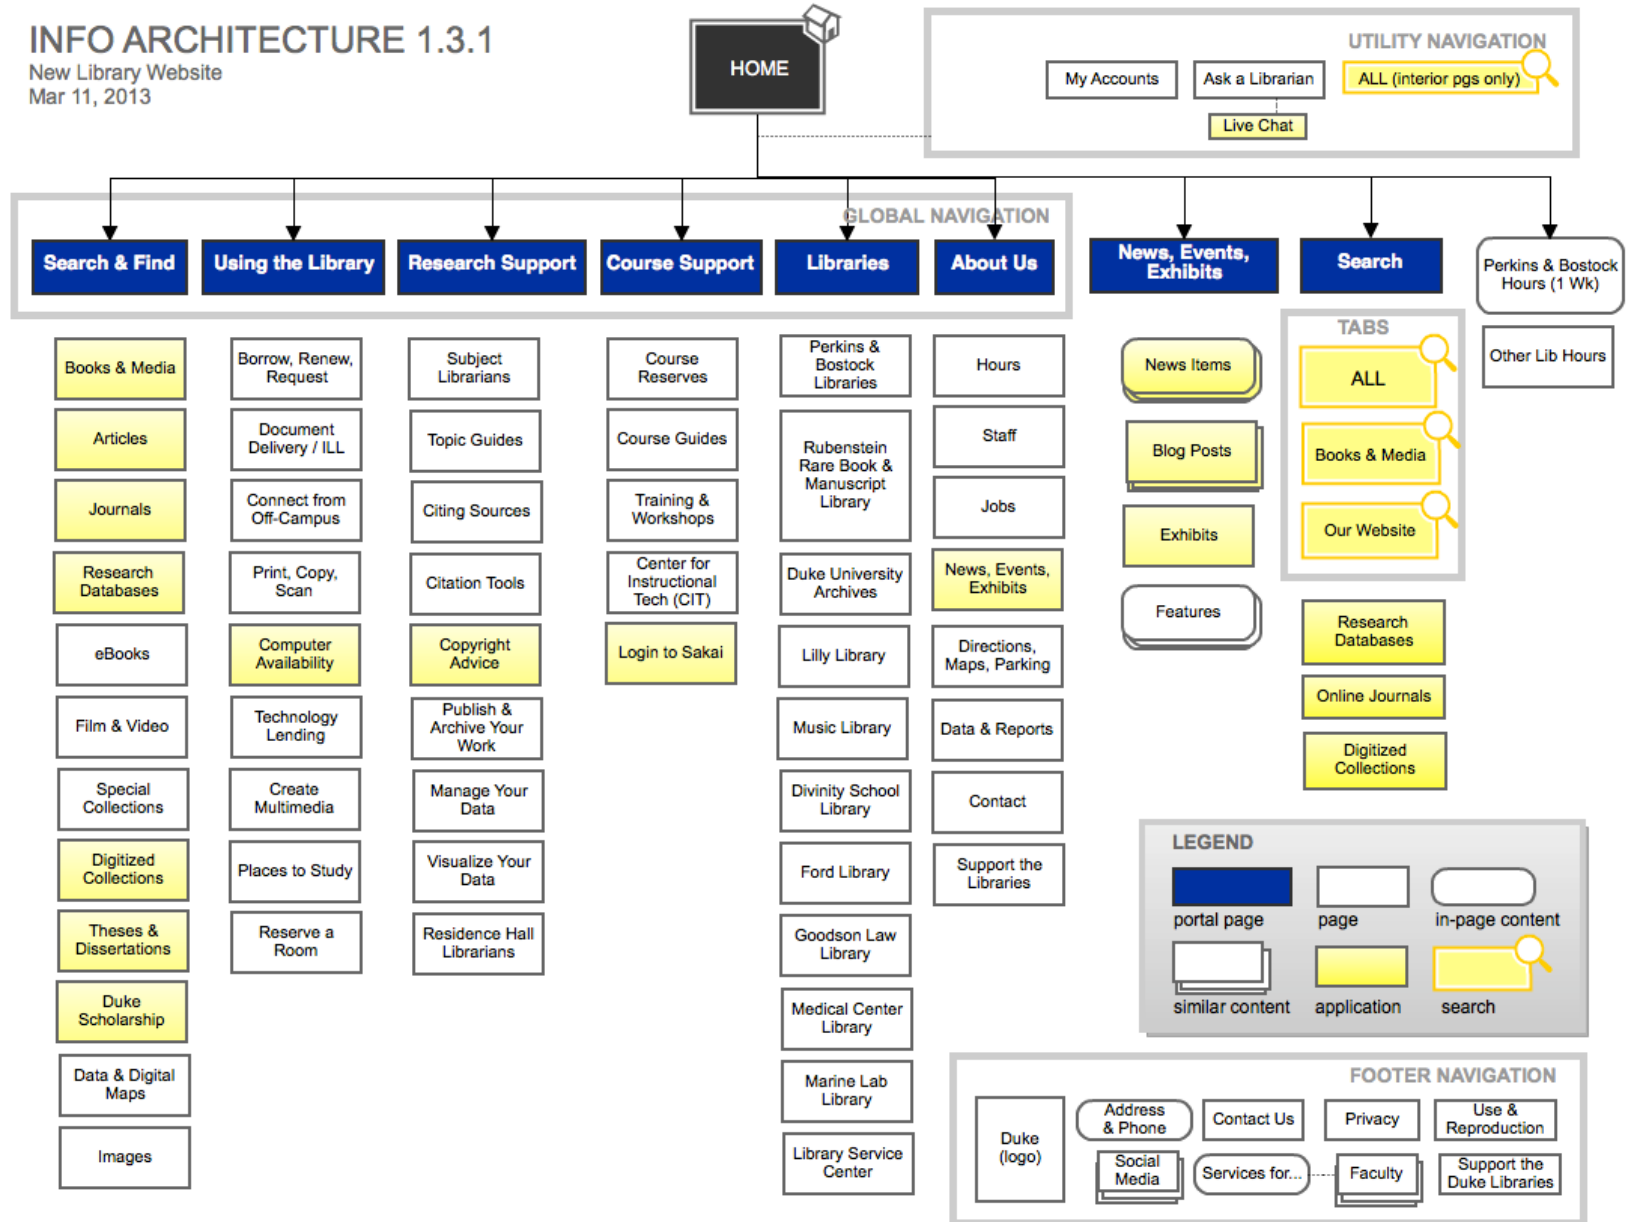 INFO ARCHITECTURE 1.3.1
New Library Website
Mar 11, 2013
HOME
UTILITY NAVIGATION
My Accounts
Ask a Librarian
ALL (interior pgs only)
Live Chat
GLOBAL NAVIGATION
Search & Find
Using the Library
Research Support
Course Support
Libraries
About Us
News, Events,
Exhibits
Search
Perkins & Bostock
Hours (1 Wk)
Books & Media
Articles
Journals
Research
Databases
eBooks
Film & Video
Special
Collections
Digitized
Collections
Theses &
Dissertations
Duke
Scholarship
Data & Digital
Maps
Images
Borrow, Renew,
Request
Document
Delivery / ILL
Connect from
Off-Campus
Print, Copy,
Scan
Computer
Availability
Technology
Lending
Create
Multimedia
Places to Study
Reserve a
Room
Subject
Librarians
Topic Guides
Citing Sources
Citation Tools
Copyright
Advice
Publish &
Archive Your
Work
Manage Your
Data
Visualize Your
Data
Residence Hall
Librarians
Course
Reserves
Course Guides
Training &
Workshops
Center for
Instructional
Tech (CIT)
Login to Sakai
Perkins &
Bostock
Libraries
Rubenstein
Rare Book &
Manuscript
Library
Duke University
Archives
Lilly Library
Music Library
Divinity School
Library
Ford Library
Goodson Law
Library
Medical Center
Library
Marine Lab
Library
Library Service
Center
Hours
Staff
Jobs
News, Events,
Exhibits
Directions,
Maps, Parking
Data & Reports
Contact
Support the
Libraries
News Items
Blog Posts
Exhibits
Features
TABS
ALL
Books & Media
Our Website
Research
Databases
Online Journals
Digitized
Collections
Other Lib Hours
LEGEND
portal page
page
in-page content
similar content
application
search
FOOTER NAVIGATION
Duke
(logo)
Address
& Phone
Contact Us
Privacy
Use &
Reproduction
Social
Media
Services for...
Faculty
Support the
Duke Libraries